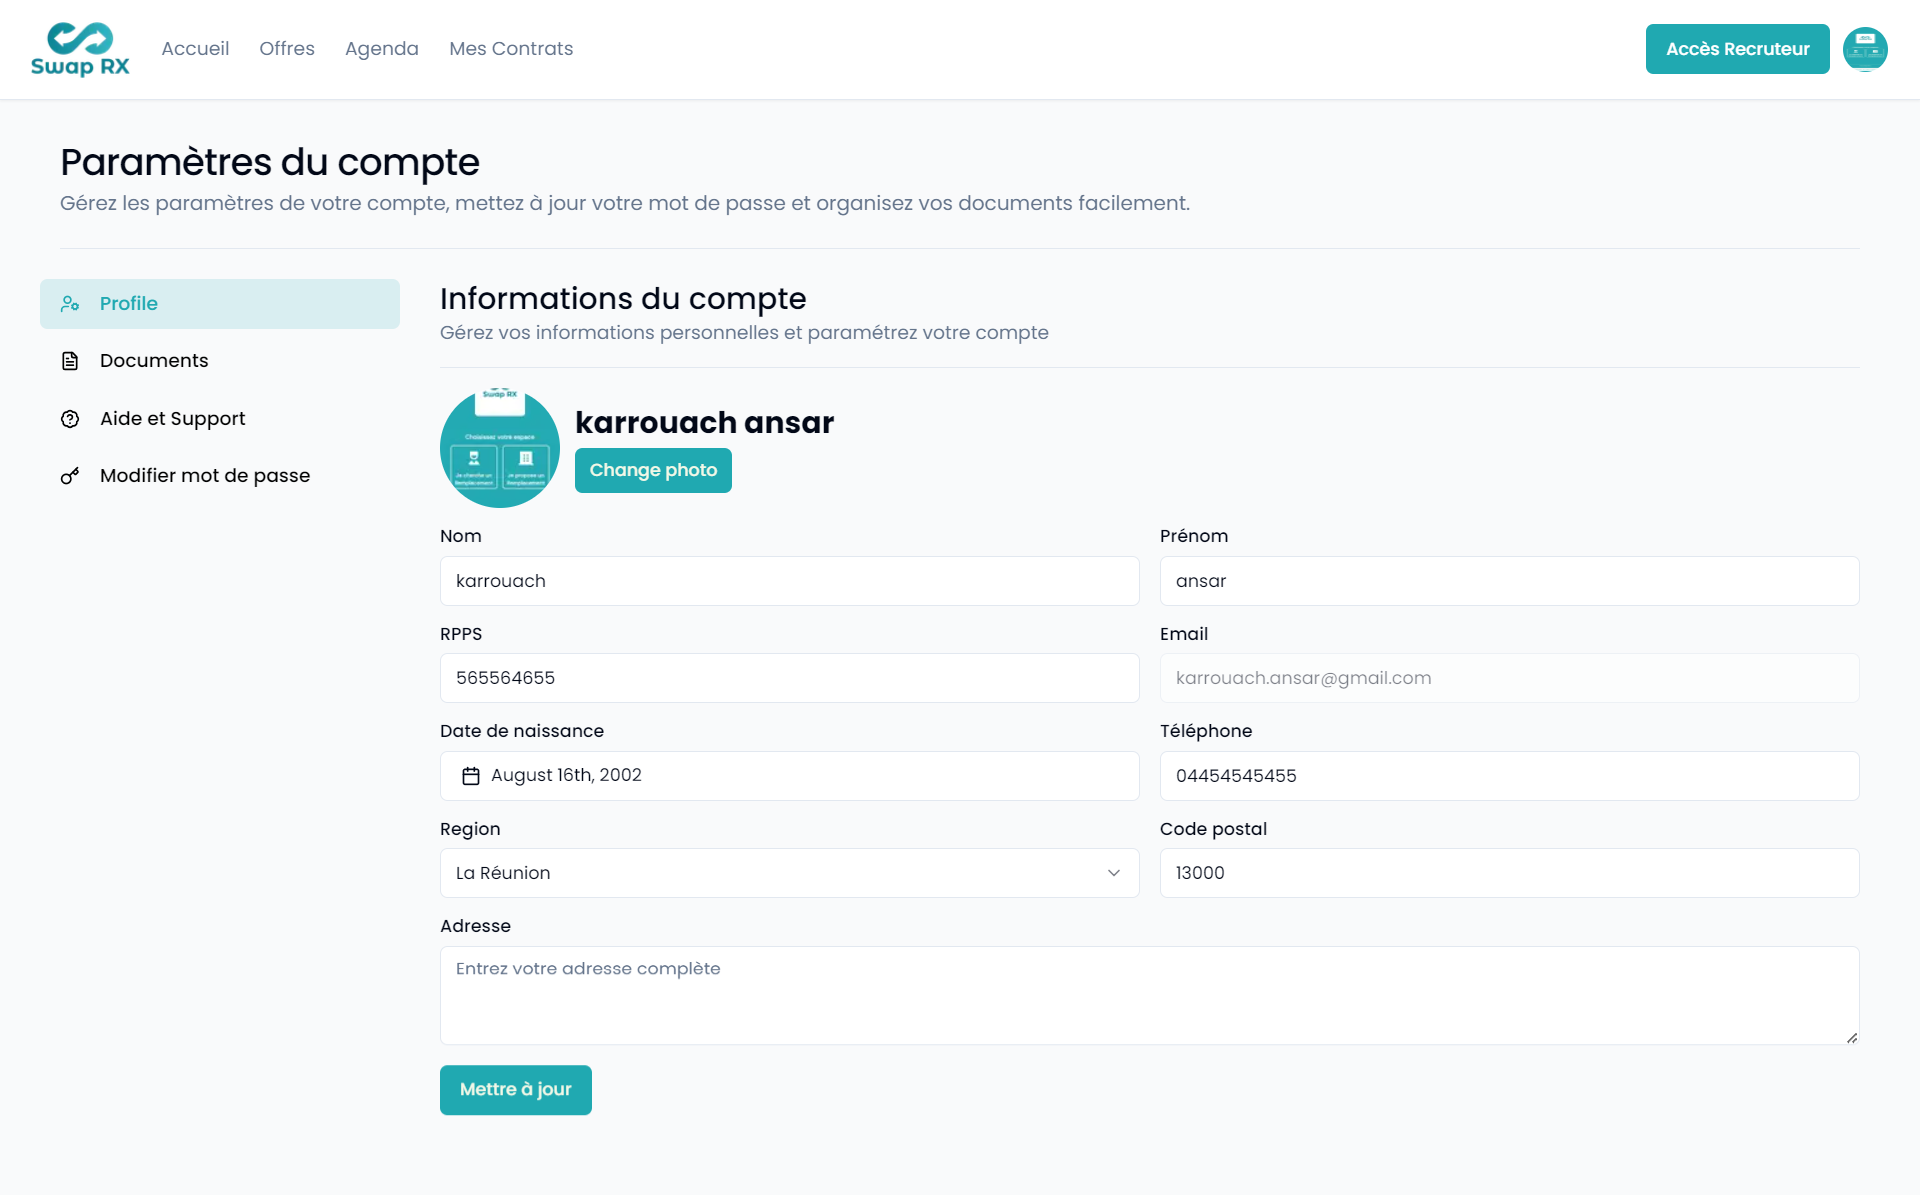 Swap RX
Accueil
Offres
Agenda
Mes Contrats
Accès Recruteur
Paramètres du compte
Gérez les paramètres de votre compte, mettez à jour votre mot de passe et organisez vos documents facilement.
Profile
Documents
Aide et Support
Modifier mot de passe
Informations du compte
Gérez vos informations personnelles et paramétrez votre compte
Swap RX
Choisissez votre espace
Je cherche un
Remplacement
Je propose un
Remplacement
karrouach ansar
Change photo
Nom
karrouach
Prénom
ansar
RPPS
565564655
Email
karrouach.ansar@gmail.com
Date de naissance
August 16th, 2002
Téléphone
04454545455
Region
La Réunion
Code postal
13000
Adresse
Entrez votre adresse complète
Mettre à jour